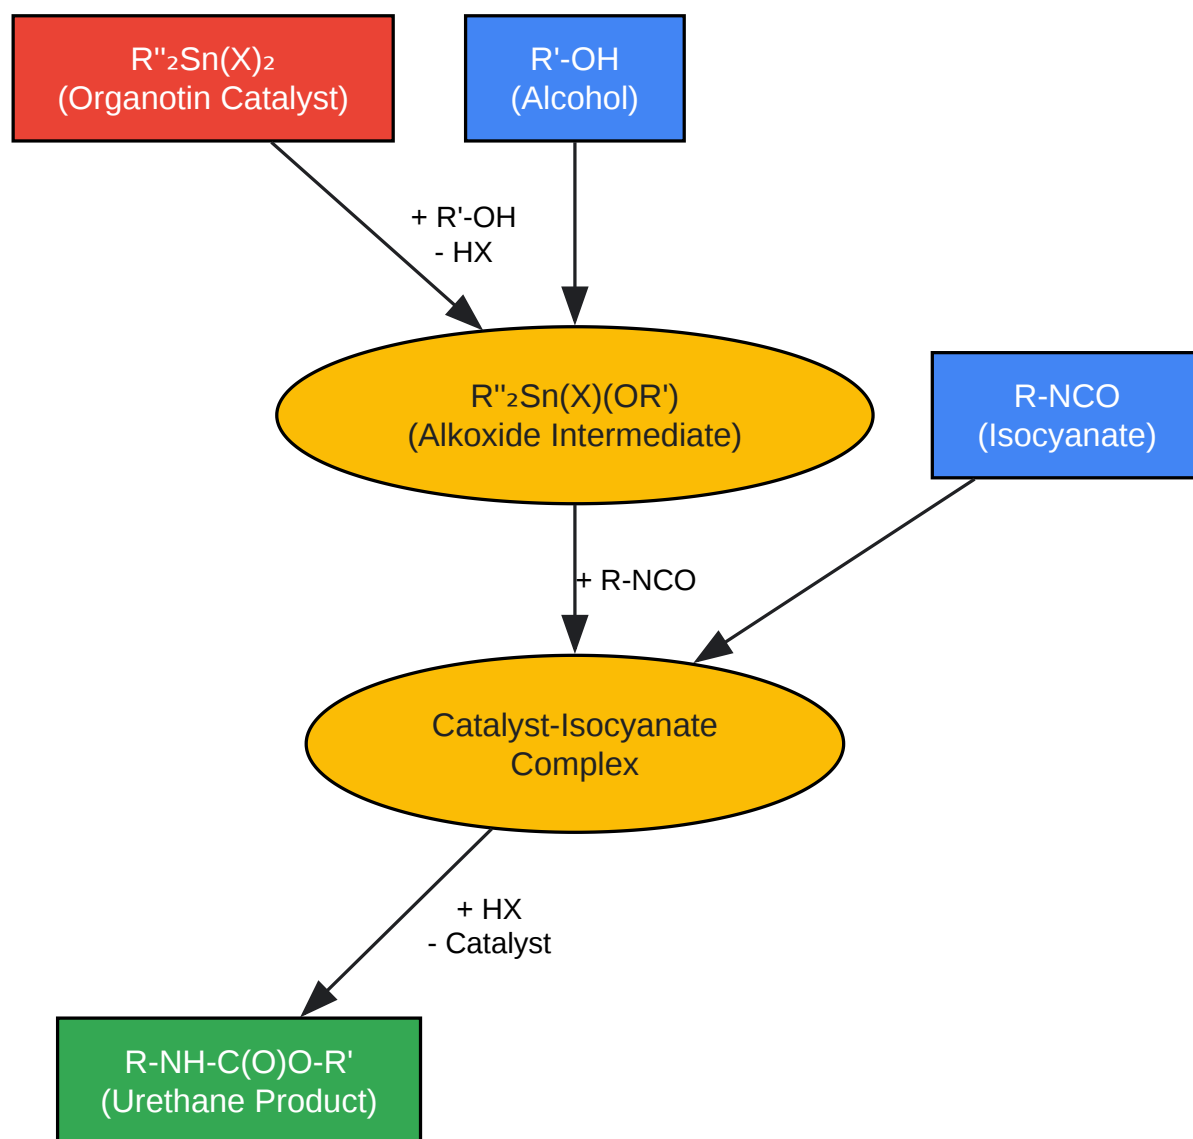 R''₂Sn(X)₂
(Organotin Catalyst)
R'-OH
(Alcohol)
+ R'-OH
- HX
R''₂Sn(X)(OR')
(Alkoxide Intermediate)
R-NCO
(Isocyanate)
+ R-NCO
Catalyst-Isocyanate
Complex
+ HX
- Catalyst
R-NH-C(O)O-R'
(Urethane Product)